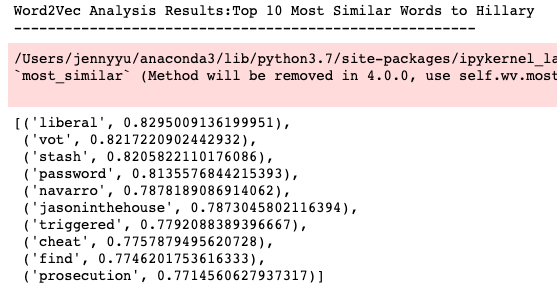 Word2Vec Analysis Results:Top 10 Most Similar Words to Hillary
-------------------------------------------------------
/Users/jennyyu/anaconda3/lib/python3.7/site-packages/ipykernel_la
`most_similar` (Method will be removed in 4.0.0, use self.wv.most
[('liberal', 0.8295009136199951),
('vot', 0.8217220902442932),
('stash', 0.8205822110176086),
('password', 0.8135576844215393),
('navarro', 0.7878189086914062),
('jasoninthehouse', 0.7873045802116394),
('triggered', 0.7792088389396667),
('cheat', 0.7757879495620728),
('find', 0.7746201753616333),
('prosecution', 0.7714560627937317)]